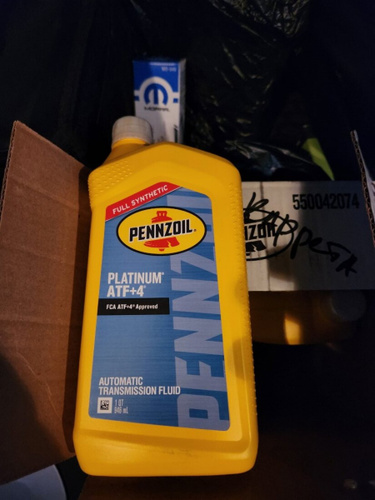 MOPAR
FULL SYNTHETIC
PENNZOIL
PLATINUM®
ATF+4®
FCA ATF+4® Approved
PENNZOIL
AUTOMATIC
TRANSMISSION FLUID
1 QT
946 mL
550042074